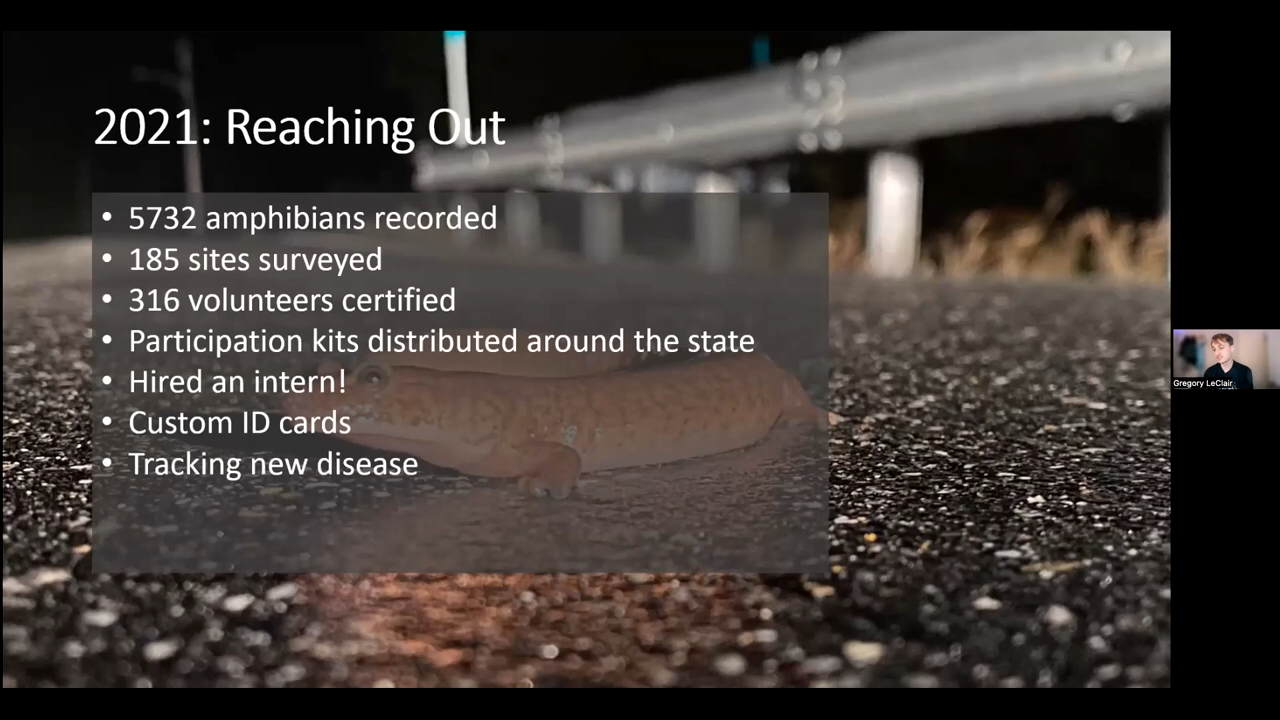 2021: Reaching Out
• 5732 amphibians recorded
• 185 sites surveyed
• 316 volunteers certified
• Participation kits distributed around the state
• Hired an intern!
• Custom ID cards
• Tracking new disease
Gregory LeClair